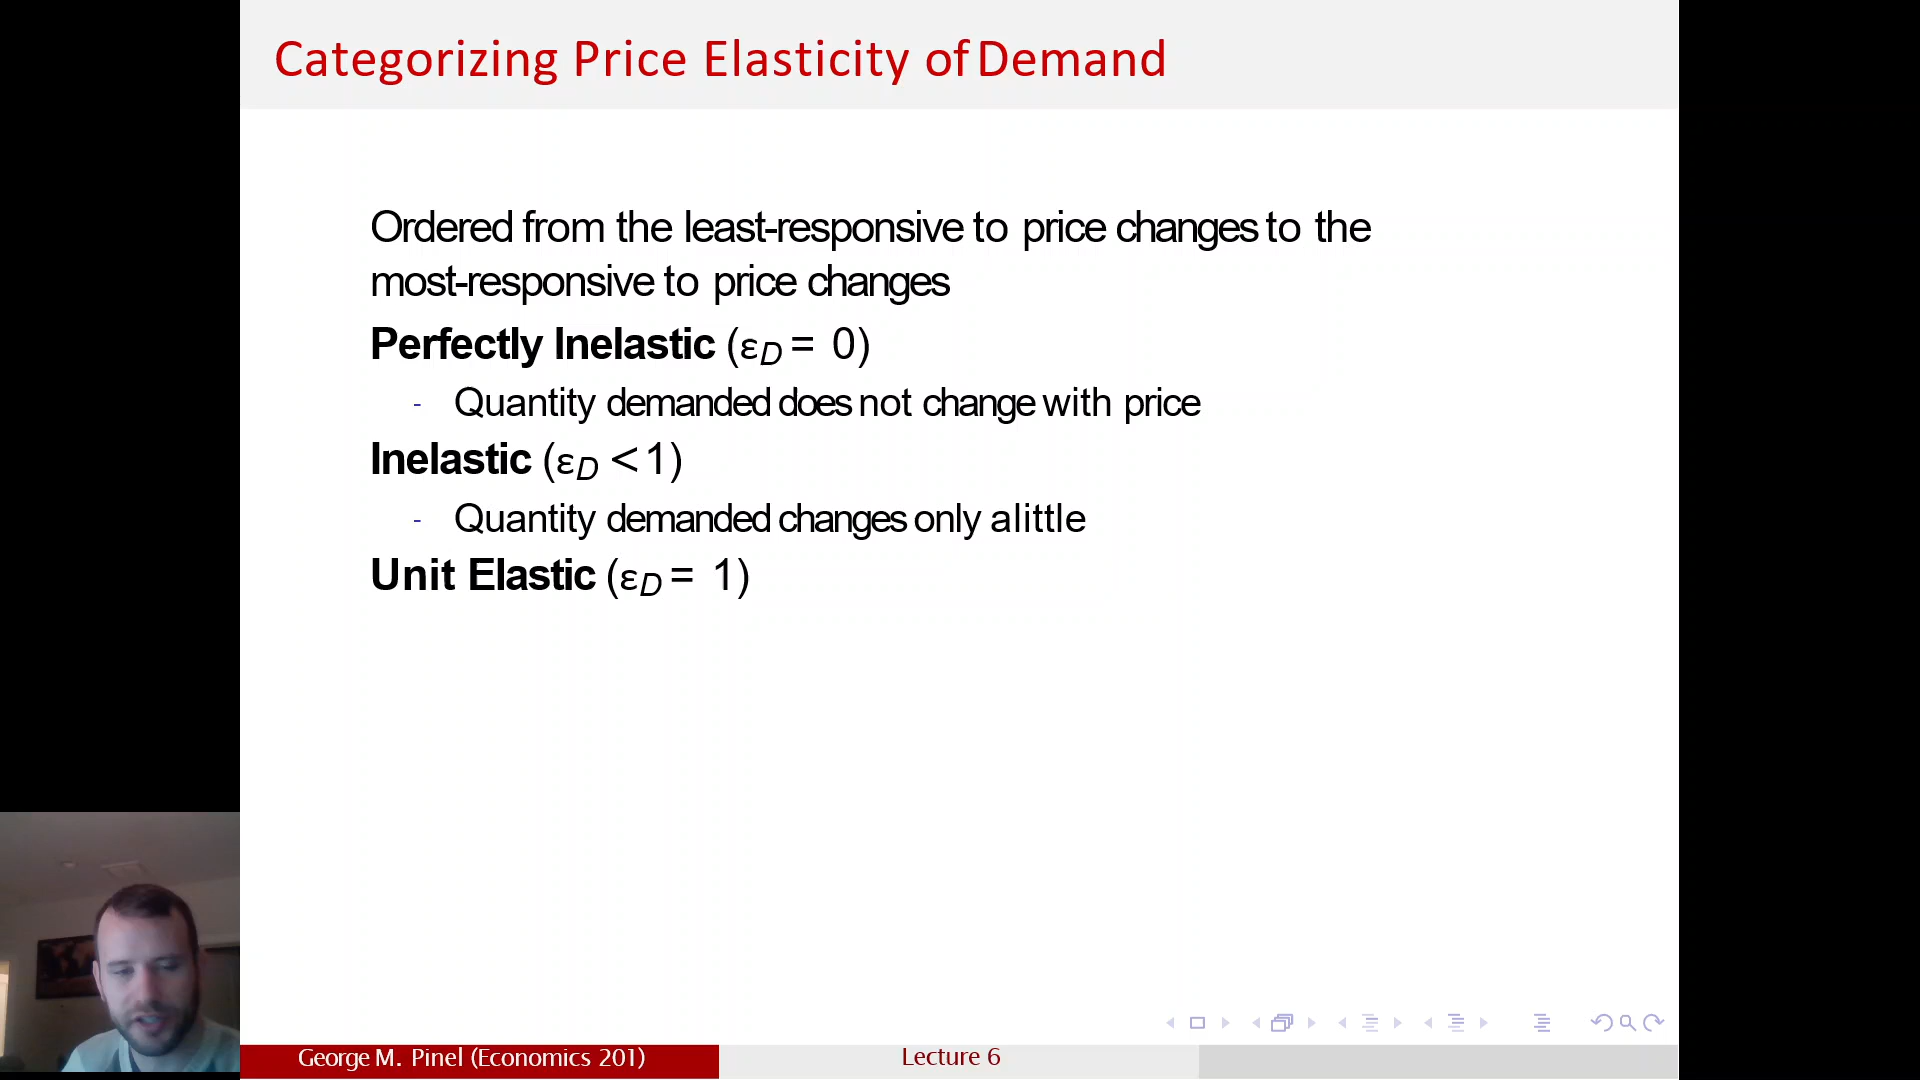 Categorizing Price Elasticity of Demand
Ordered from the least-responsive to price changes to the
most-responsive to price changes
Perfectly Inelastic (εD = 0)
- Quantity demanded does not change with price
Inelastic (εD < 1)
- Quantity demanded changes only alittle
Unit Elastic (εD = 1)
George M. Pinel (Economics 201)
Lecture 6